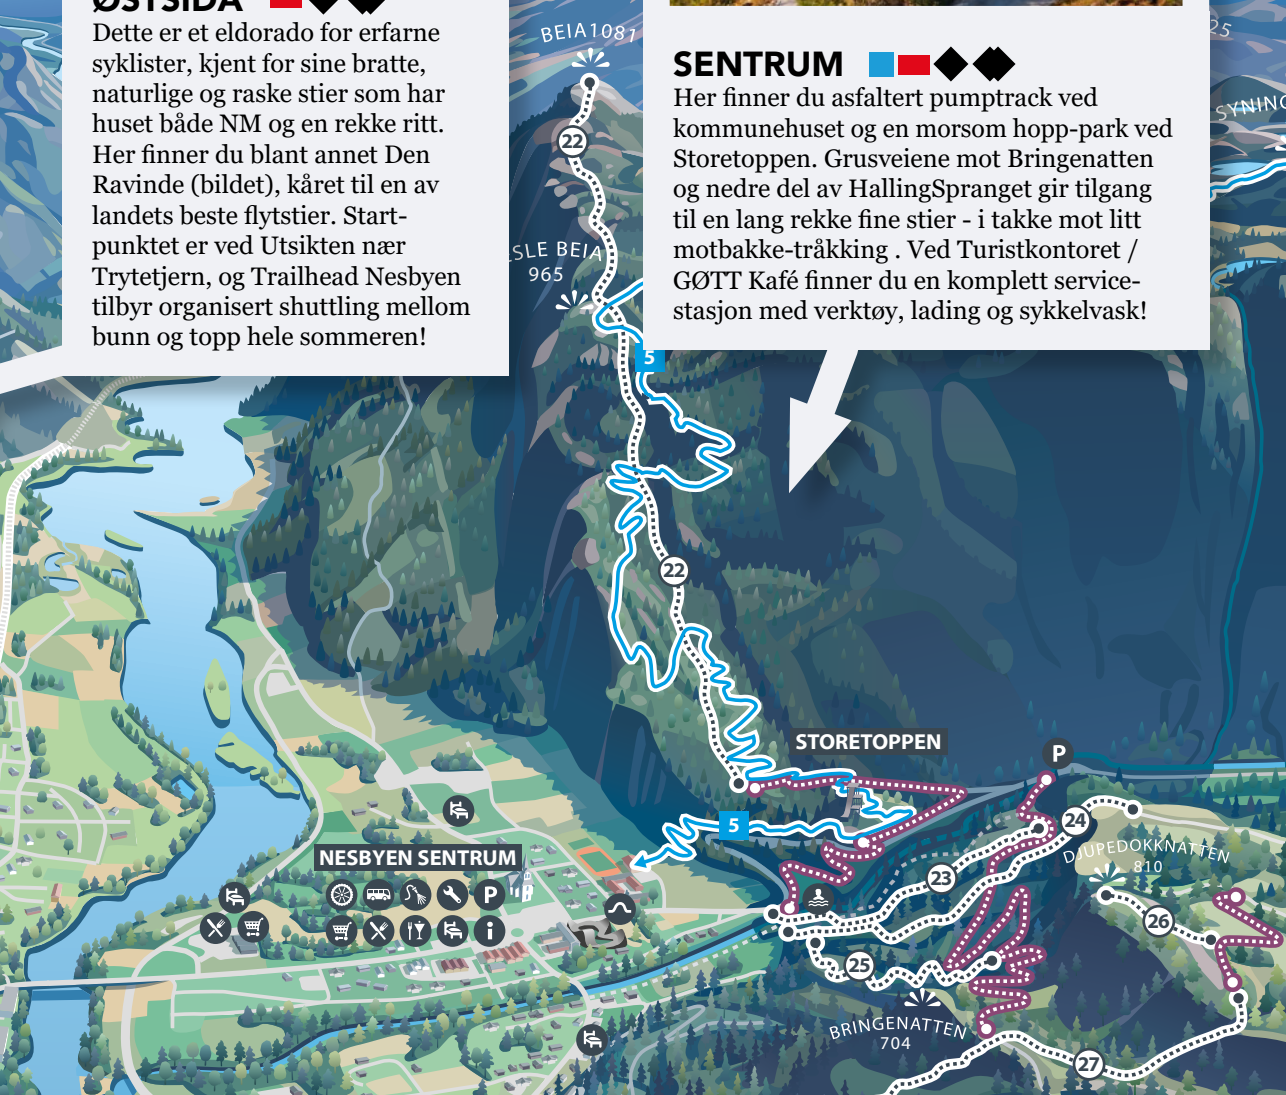 ØSTSIDA
Dette er et eldorado for erfarne
syklister, kjent for sine bratte,
naturlige og raske stier som har
huset både NM og en rekke ritt.
Her finner du blant annet Den
Ravinde (bildet), kåret til en av
landets beste flytstier. Start-
punktet er ved Utsikten nær
Trytetjern, og Trailhead Nesbyen
tilbyr organisert shuttling mellom
bunn og topp hele sommeren!
BEIA 1081
22
SENTRUM
Her finner du asfaltert pumptrack ved
kommunehuset og en morsom hopp-park ved
Storetoppen. Grusveiene mot Bringenatten
og nedre del av HallingSpranget gir tilgang
til en lang rekke fine stier - i takke mot litt
motbakke-tråkking . Ved Turistkontoret /
GØTT Kafé finner du en komplett service-
stasjon med verktøy, lading og sykkelvask!
25
SYNING
SLE BEIA
965
5
22
STORETOPPEN
P
5
24
DJUPEDOKKNATTEN
810
NESBYEN SENTRUM
P
i
23
26
25
BRINGENATTEN
704
27